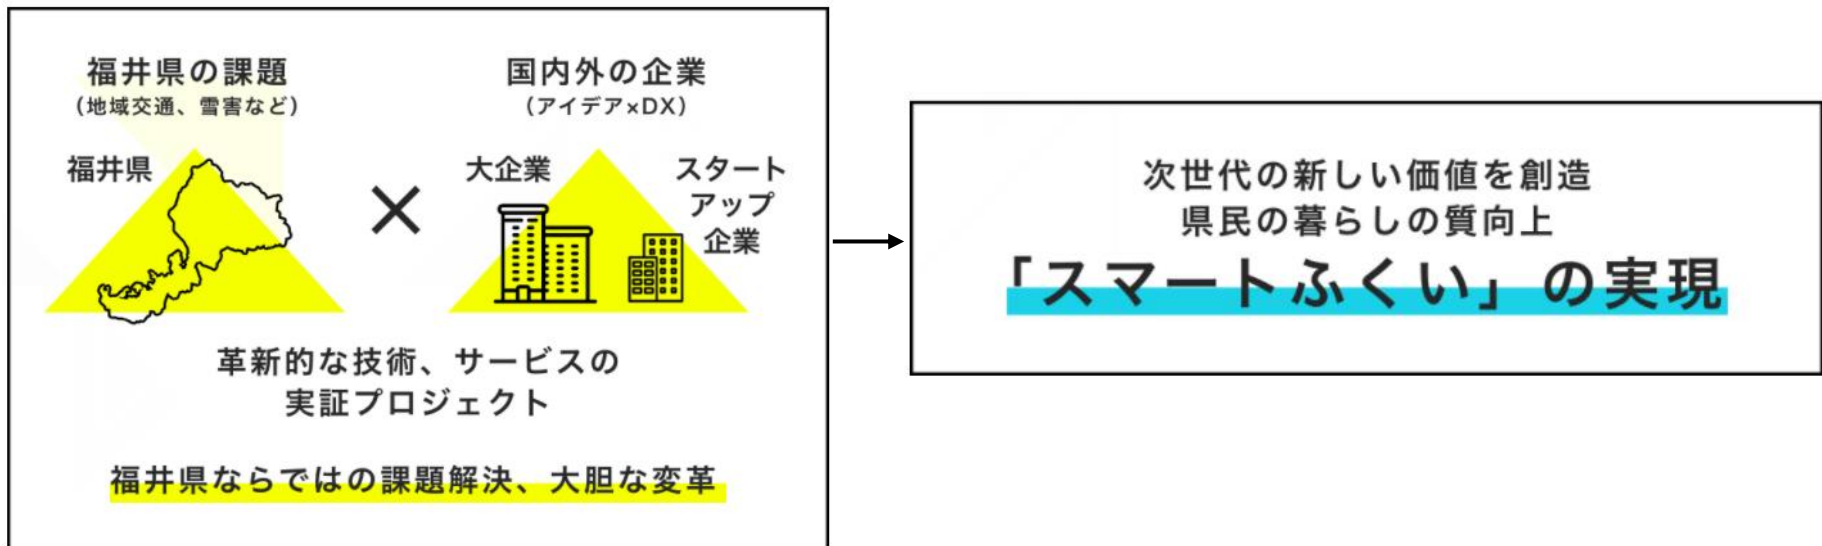 福井県の課題
（地域交通、雪害など）
福井県
×
国内外の企業
（アイデア×DX）
大企業
スタート
アップ
企業
革新的な技術、サービスの
実証プロジェクト
福井県ならではの課題解決、大胆な変革
次世代の新しい価値を創造
県民の暮らしの質向上
「スマートふくい」の実現